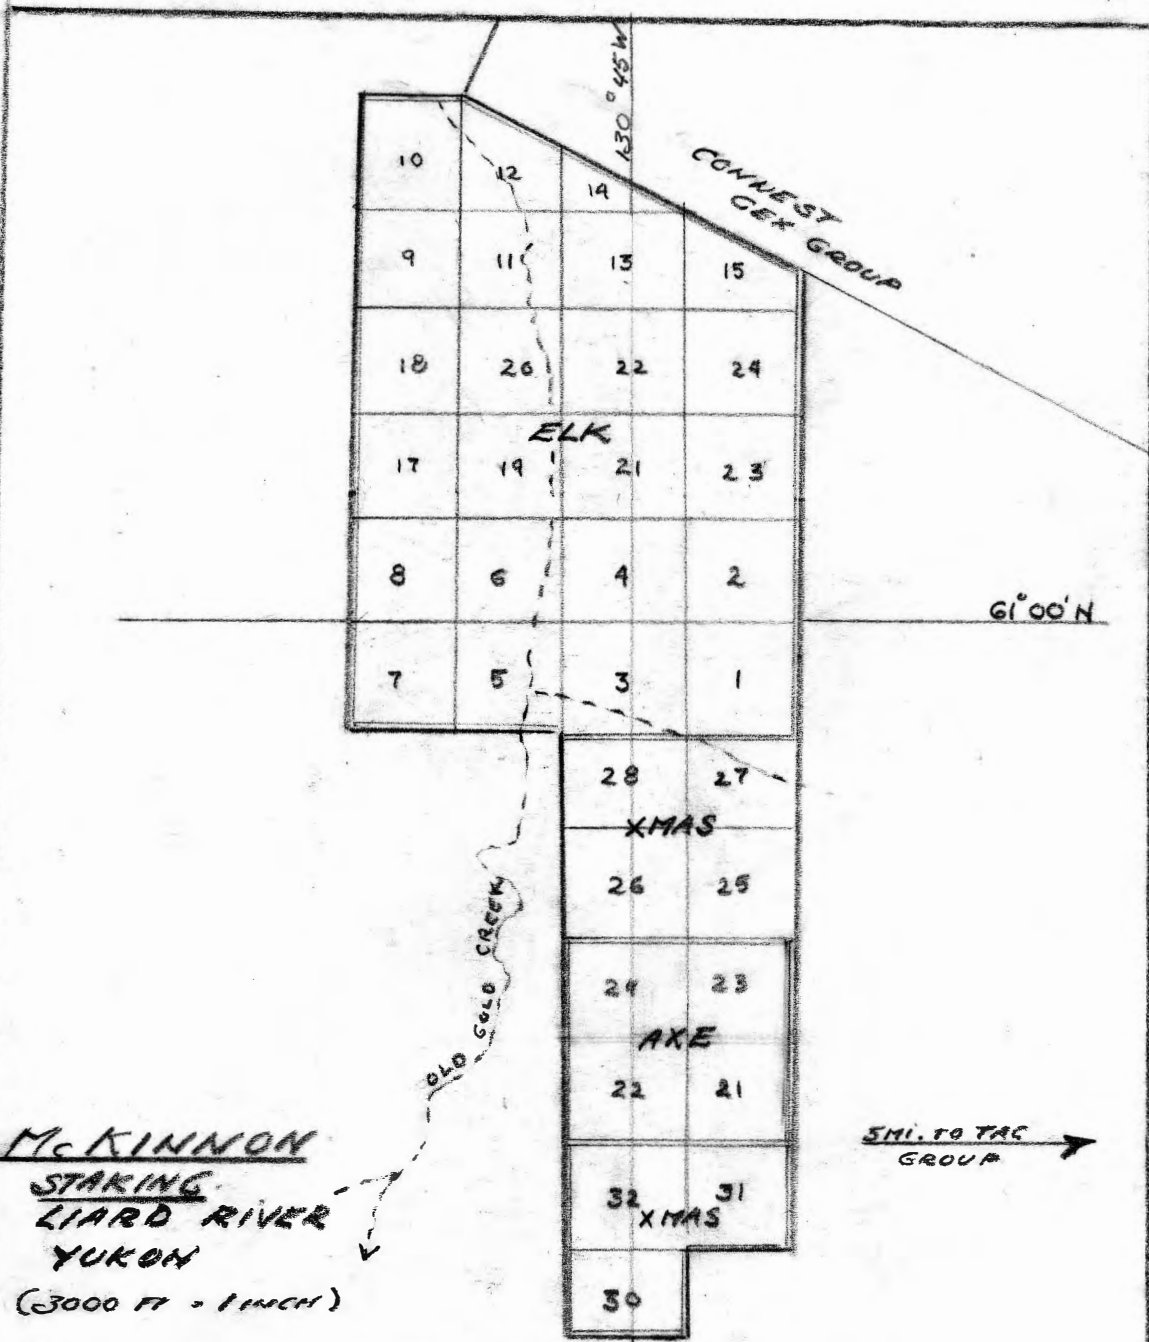 130° 45'W
CONWEST
GEX GROUP
10 12 14
9 11 13 15
18 20 22 24
ELK
17 19 21 23
8 6 4 2
61°00'N
7 5 3 1
28 27
XMAS
26 25
OLD GOLD CREEK
24 23
AXE
22 21
5MI. TO TAC
GROUP
32 31
XMAS
30
McKINNON
STAKING
LIARD RIVER
YUKON
(3000 FT = 1 INCH)